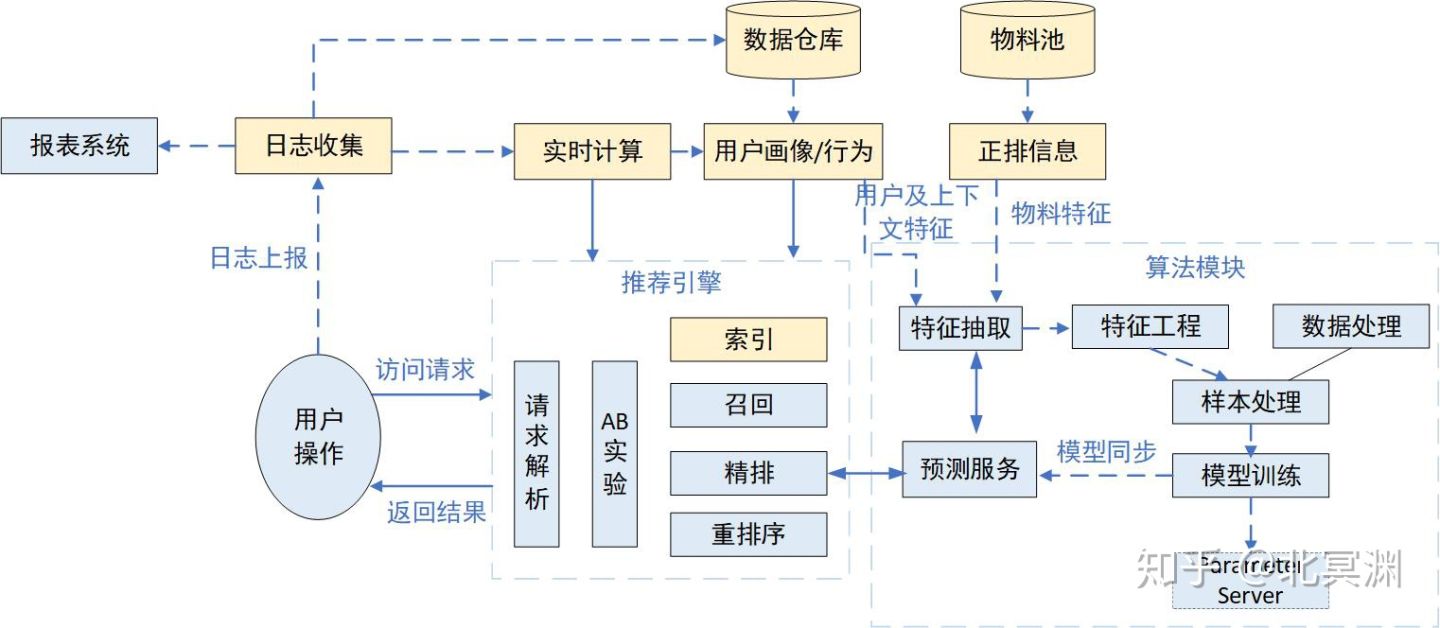 数据仓库
物料池
报表系统
日志收集
实时计算
用户画像/行为
正排信息
用户及上下
文特征
物料特征
日志上报
推荐引擎
算法模块
索引
特征抽取
特征工程
数据处理
访问请求
请求解析
AB
实验
召回
样本处理
用户
操作
精排
预测服务
模型同步
模型训练
返回结果
重排序
Parameter
Server
知乎 @北冥渊